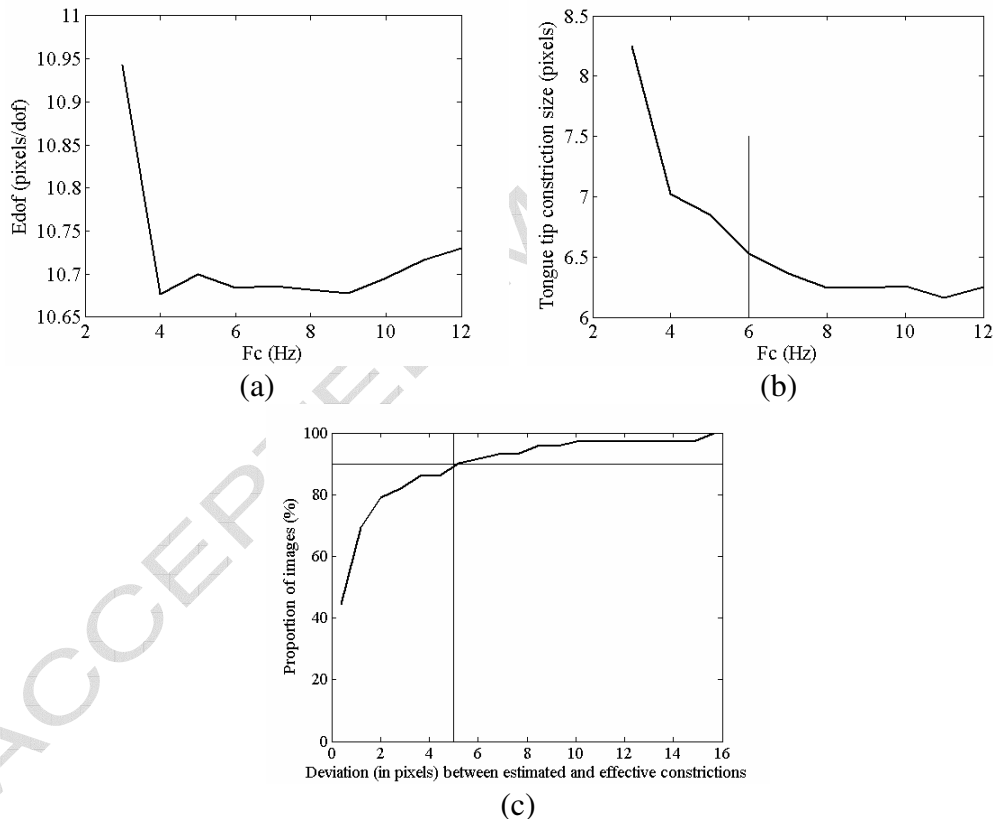 11
10.95
10.9
10.85
10.8
10.75
10.7
10.65
Edof (pixels/dof)
2 4 6 8 10 12
Fc (Hz)
(a)
8.5
8
7.5
7
6.5
6
Tongue tip constriction size (pixels)
2 4 6 8 10 12
Fc (Hz)
(b)
100
80
60
40
20
0
Proportion of images (%)
0 2 4 6 8 10 12 14 16
Deviation (in pixels) between estimated and effective constrictions
(c)
ACCEP